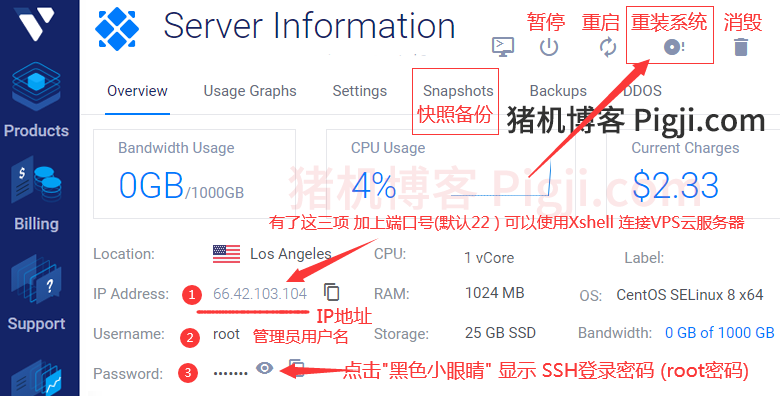 Server Information
暂停 重启 重装系统 消毁
Overview Usage Graphs Settings Snapshots Backups DDOS
快照备份
猪机博客 Pigji.com
Bandwidth Usage CPU Usage Current Charges
0GB/1000GB 4% $2.33
猪机博客 Pigji.com
有了这三项 加上端口号(默认22 ) 可以使用Xshell 连接VPS云服务器
Products
Billing
Support
Location: Los Angeles CPU: 1 vCore Label:
IP Address: 1 66.42.103.104 RAM: 1024 MB OS: CentOS SELinux 8 x64
IP地址
Username: 2 root 管理员用户名 Storage: 25 GB SSD Bandwidth: 0 GB of 1000 GB
Password: 3 ••••••• 点击"黑色小眼睛" 显示 SSH登录密码 (root密码)